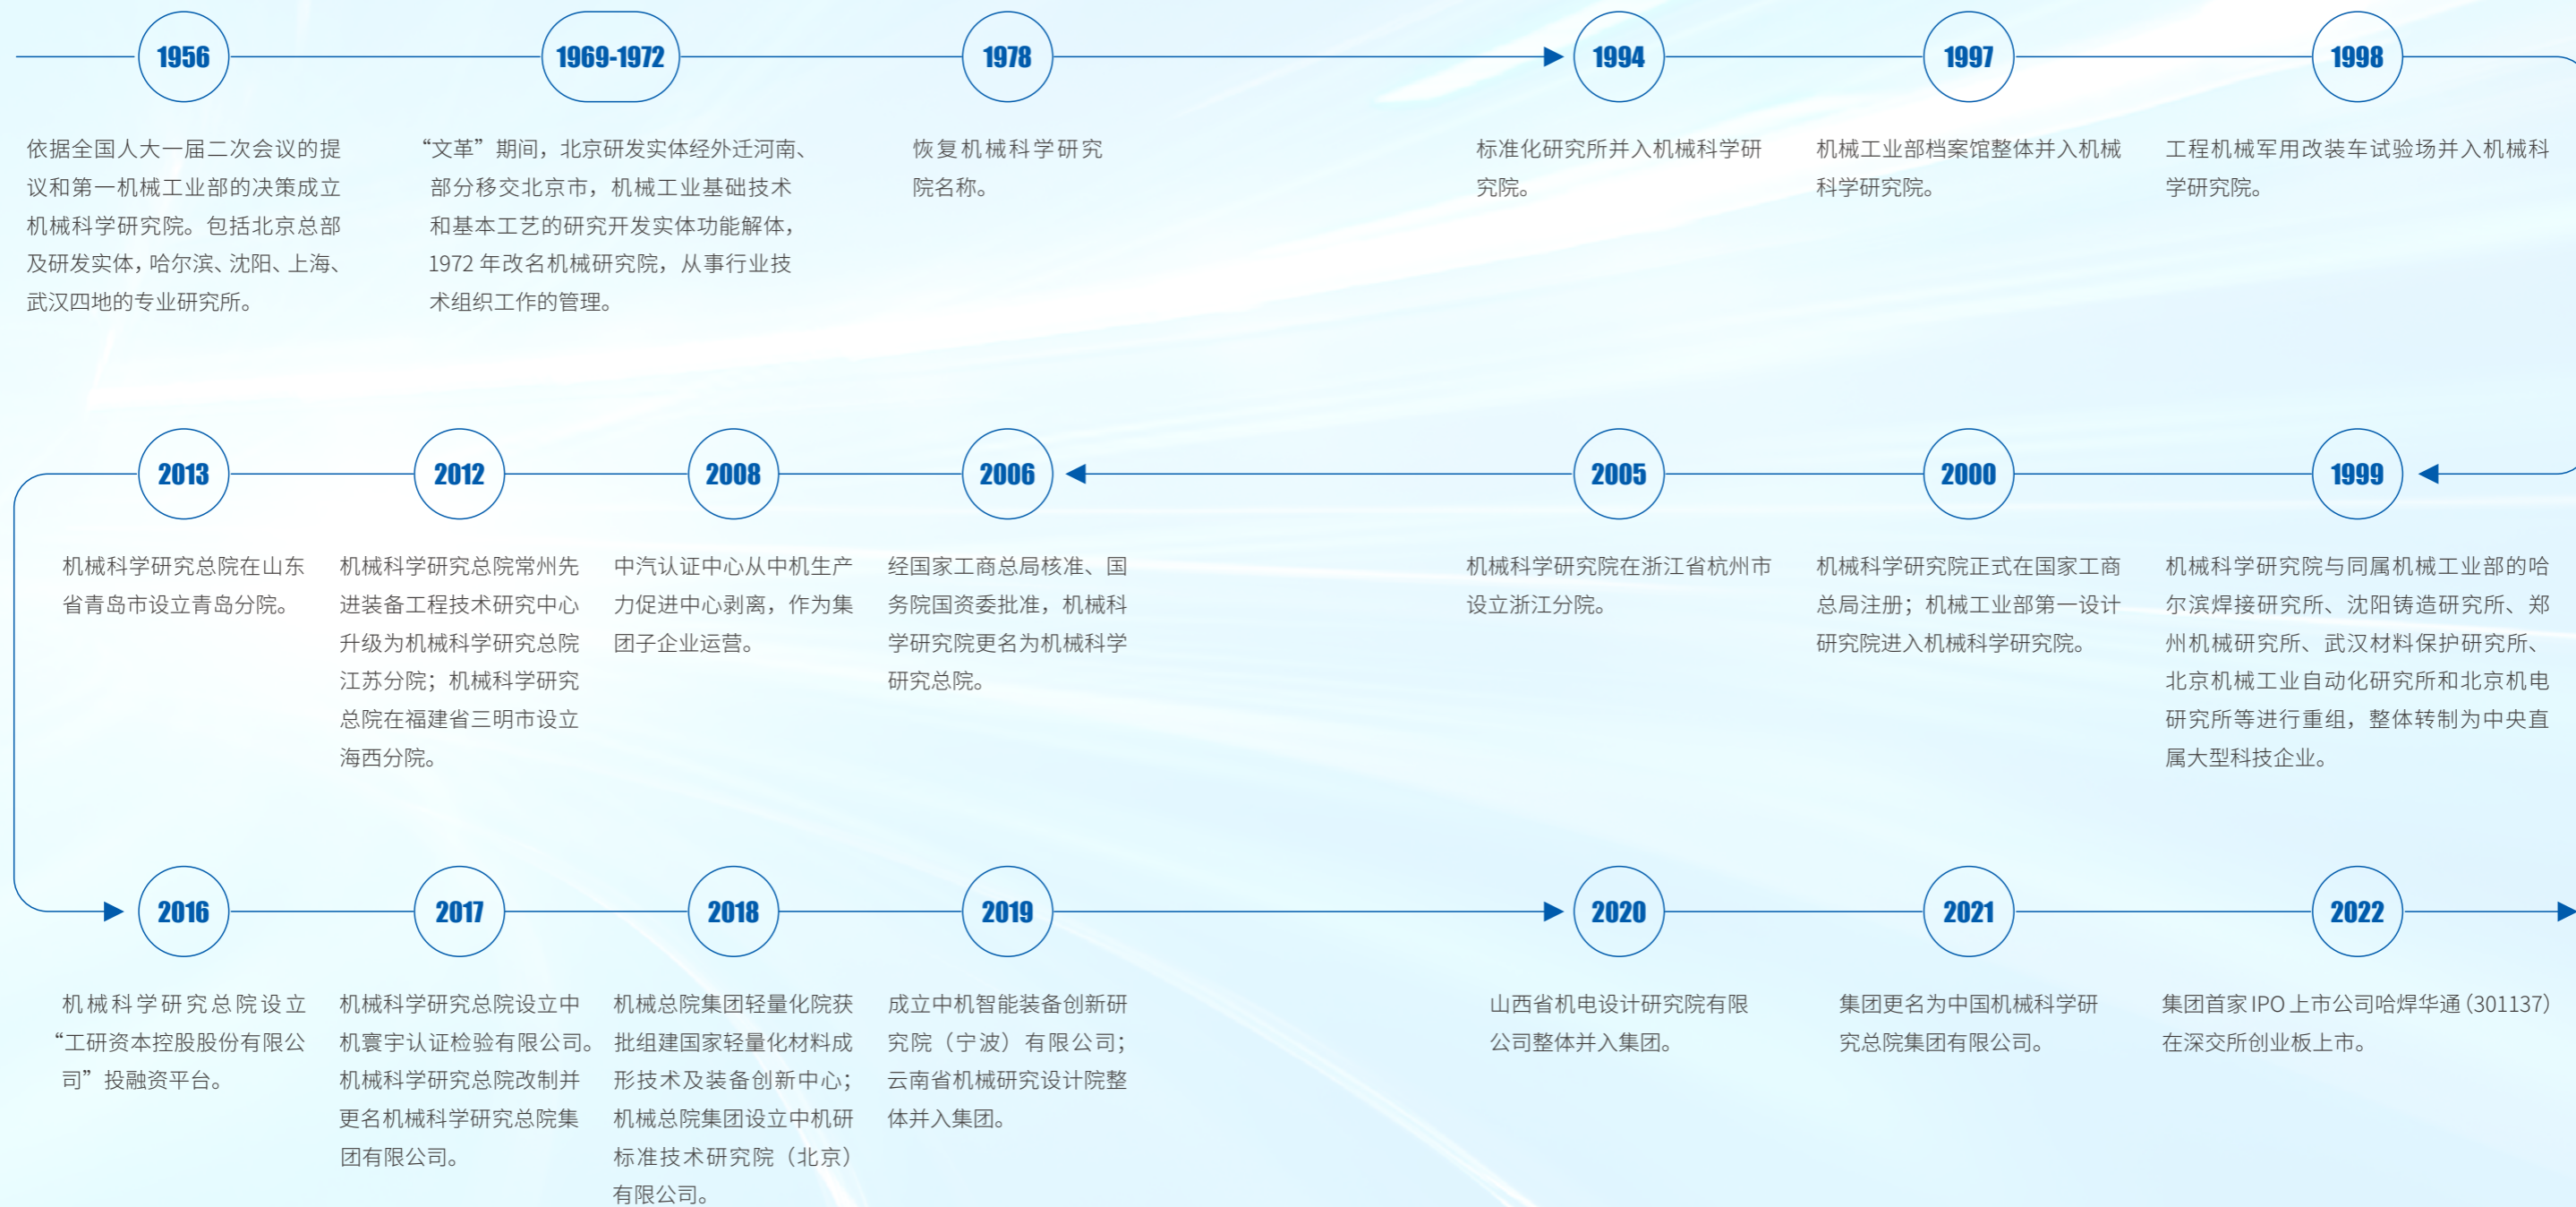 1956
依据全国人大一届二次会议的提
议和第一机械工业部的决策成立
机械科学研究院。包括北京总部
及研发实体，哈尔滨、沈阳、上海、
武汉四地的专业研究所。
1969-1972
“文革”期间，北京研发实体经外迁河南、
部分移交北京市，机械工业基础技术
和基本工艺的研究开发实体功能解体，
1972 年改名机械研究院，从事行业技
术组织工作的管理。
1978
恢复机械科学研究
院名称。
1994
标准化研究所并入机械科学研
究院。
1997
机械工业部档案馆整体并入机械
科学研究院。
1998
工程机械军用改装车试验场并入机械科
学研究院。
1999
机械科学研究院与同属机械工业部的哈
尔滨焊接研究所、沈阳铸造研究所、郑
州机械研究所、武汉材料保护研究所、
北京机械工业自动化研究所和北京机电
研究所等进行重组，整体转制为中央直
属大型科技企业。
2000
机械科学研究院正式在国家工商
总局注册；机械工业部第一设计
研究院进入机械科学研究院。
2005
机械科学研究院在浙江省杭州市
设立浙江分院。
2006
经国家工商总局核准、国
务院国资委批准，机械科
学研究院更名为机械科学
研究总院。
2008
中汽认证中心从中机生产
力促进中心剥离，作为集
团子企业运营。
2012
机械科学研究总院常州先
进装备工程技术研究中心
升级为机械科学研究总院
江苏分院；机械科学研究
总院在福建省三明市设立
海西分院。
2013
机械科学研究总院在山东
省青岛市设立青岛分院。
2016
机械科学研究总院设立
“工研资本控股股份有限公
司”投融资平台。
2017
机械科学研究总院设立中
机寰宇认证检验有限公司。
机械科学研究总院改制并
更名机械科学研究总院集
团有限公司。
2018
机械总院集团轻量化院获
批组建国家轻量化材料成
形技术及装备创新中心；
机械总院集团设立中机研
标准技术研究院（北京）
有限公司。
2019
成立中机智能装备创新研
究院（宁波）有限公司；
云南省机械研究设计院整
体并入集团。
2020
山西省机电设计研究院有限
公司整体并入集团。
2021
集团更名为中国机械科学研
究总院集团有限公司。
2022
集团首家 IPO 上市公司哈焊华通（301137）
在深交所创业板上市。